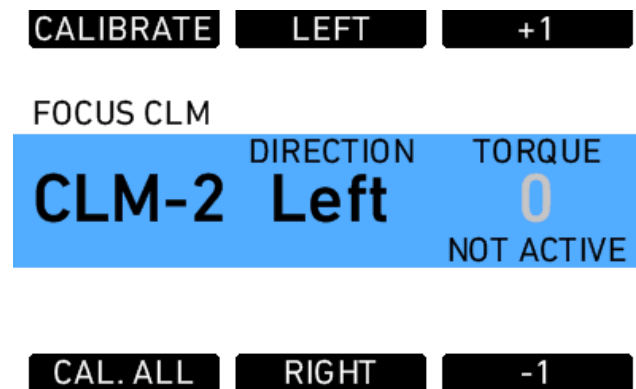 CALIBRATE LEFT +1
FOCUS CLM
DIRECTION TORQUE
CLM-2 Left 0
NOT ACTIVE
CAL. ALL RIGHT -1